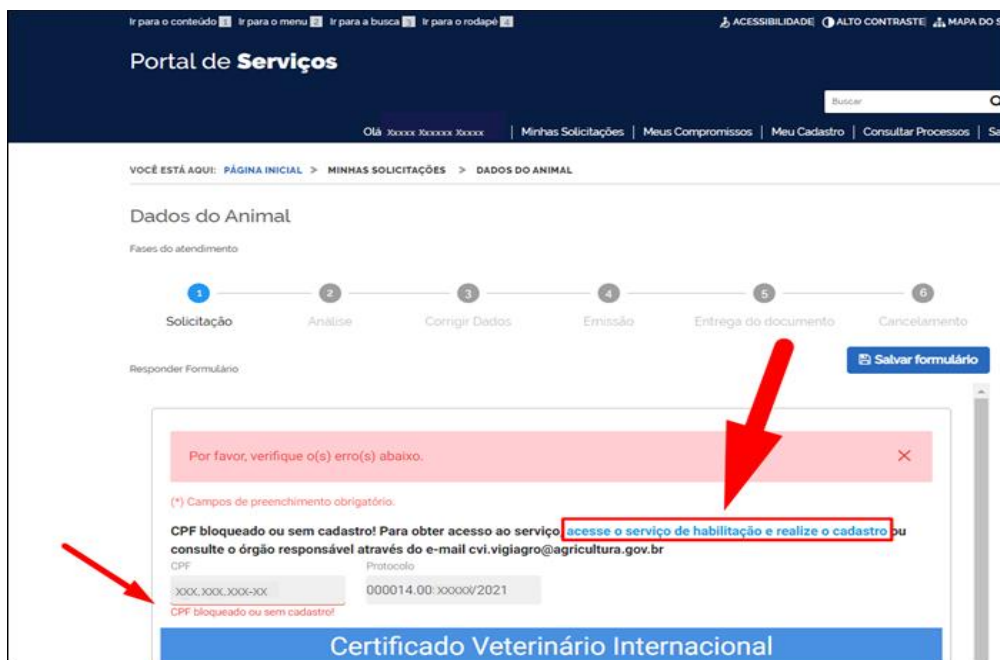 Ir para o conteúdo 1 Ir para o menu 2 Ir para a busca 3 Ir para o rodapé 4 ACESSIBILIDADE ALTO CONTRASTE MAPA DO S
Portal de Serviços
Buscar
Olá Xxxxx Xxxxxx Xxxxx | Minhas Solicitações | Meus Compromissos | Meu Cadastro | Consultar Processos | Sa
VOCÊ ESTÁ AQUI: PÁGINA INICIAL > MINHAS SOLICITAÇÕES > DADOS DO ANIMAL
Dados do Animal
Fases do atendimento
1 2 3 4 5 6
Solicitação Análise Corrigir Dados Emissão Entrega do documento Cancelamento
Responder Formulário Salvar formulário
Por favor, verifique o(s) erro(s) abaixo.
(*) Campos de preenchimento obrigatório.
CPF bloqueado ou sem cadastro! Para obter acesso ao serviço acesse o serviço de habilitação e realize o cadastro ou
consulte o órgão responsável através do e-mail cvi.vigiagro@agricultura.gov.br
CPF Protocolo
XXX.XXX.XXX-XX 000014.00 XXXXX/2021
CPF bloqueado ou sem cadastro!
Certificado Veterinário Internacional